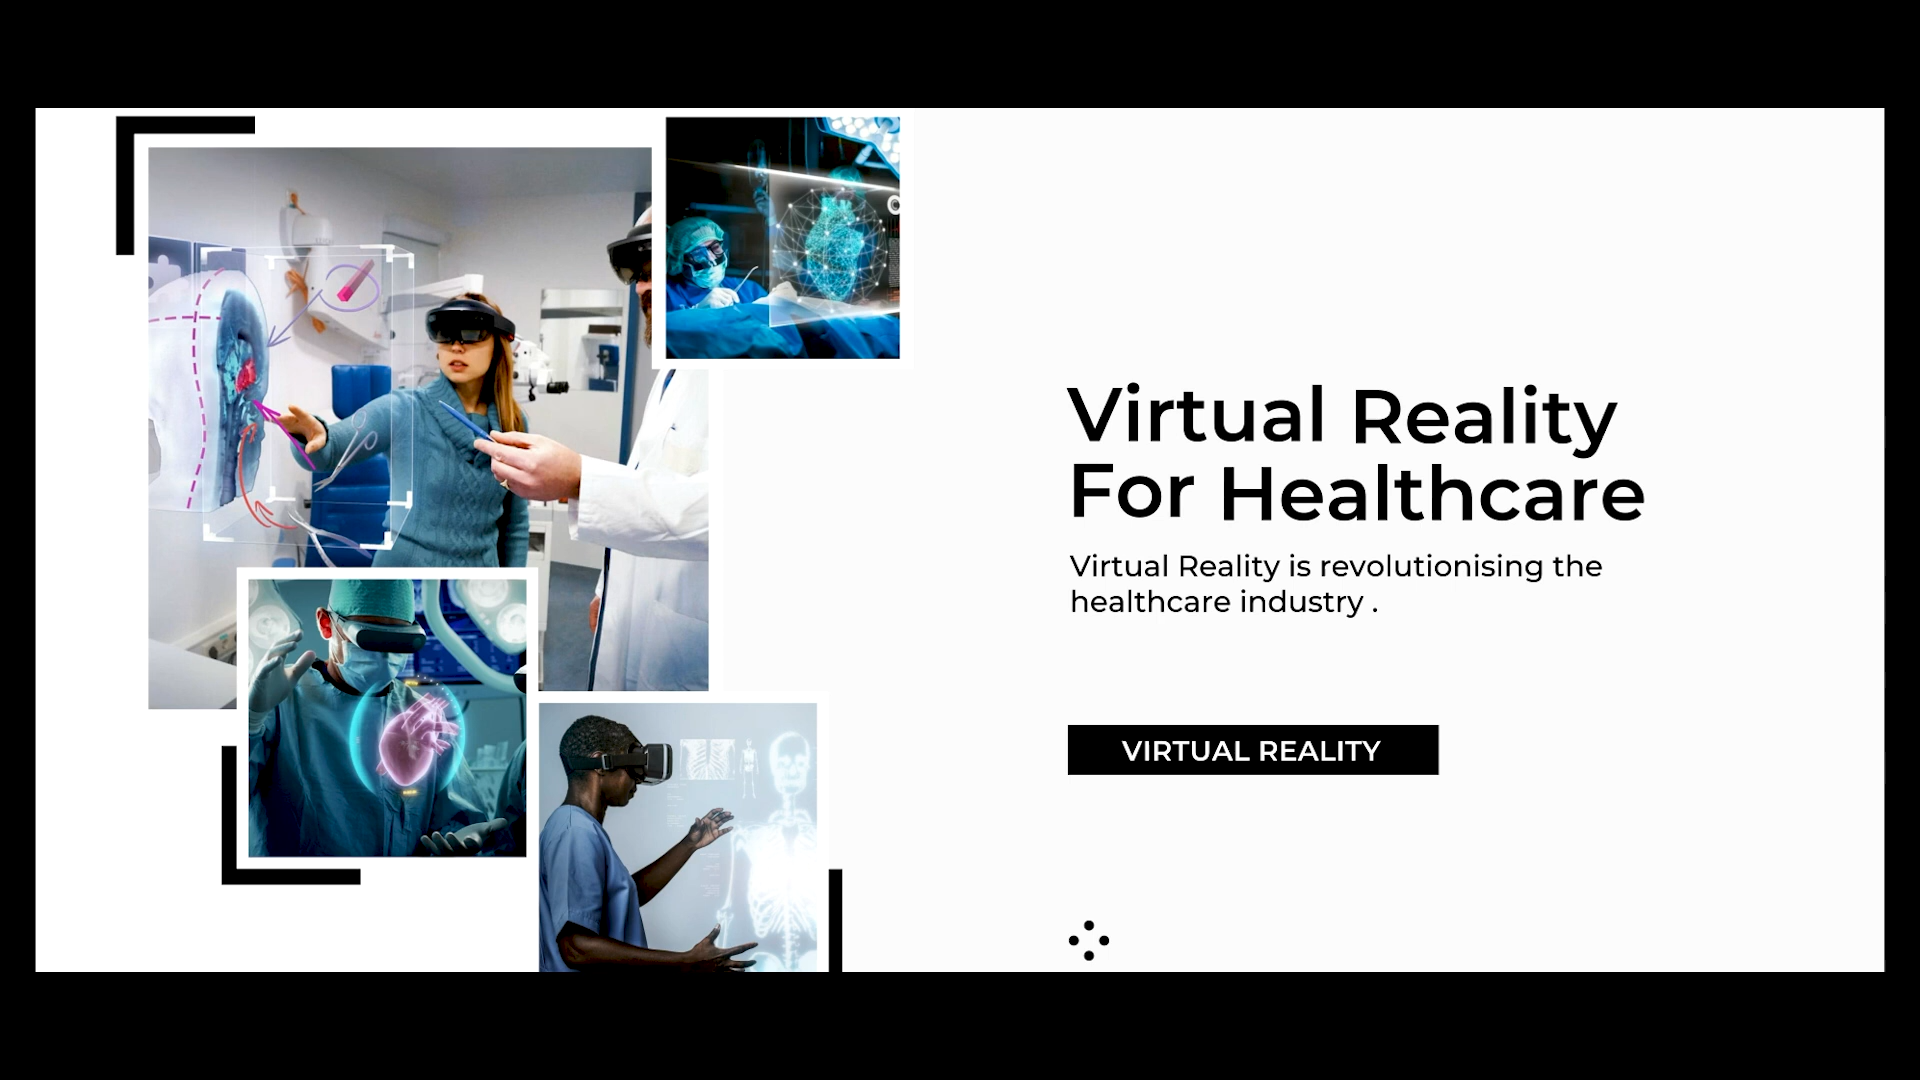 Virtual Reality
For Healthcare
Virtual Reality is revolutionising the
healthcare industry .
VIRTUAL REALITY